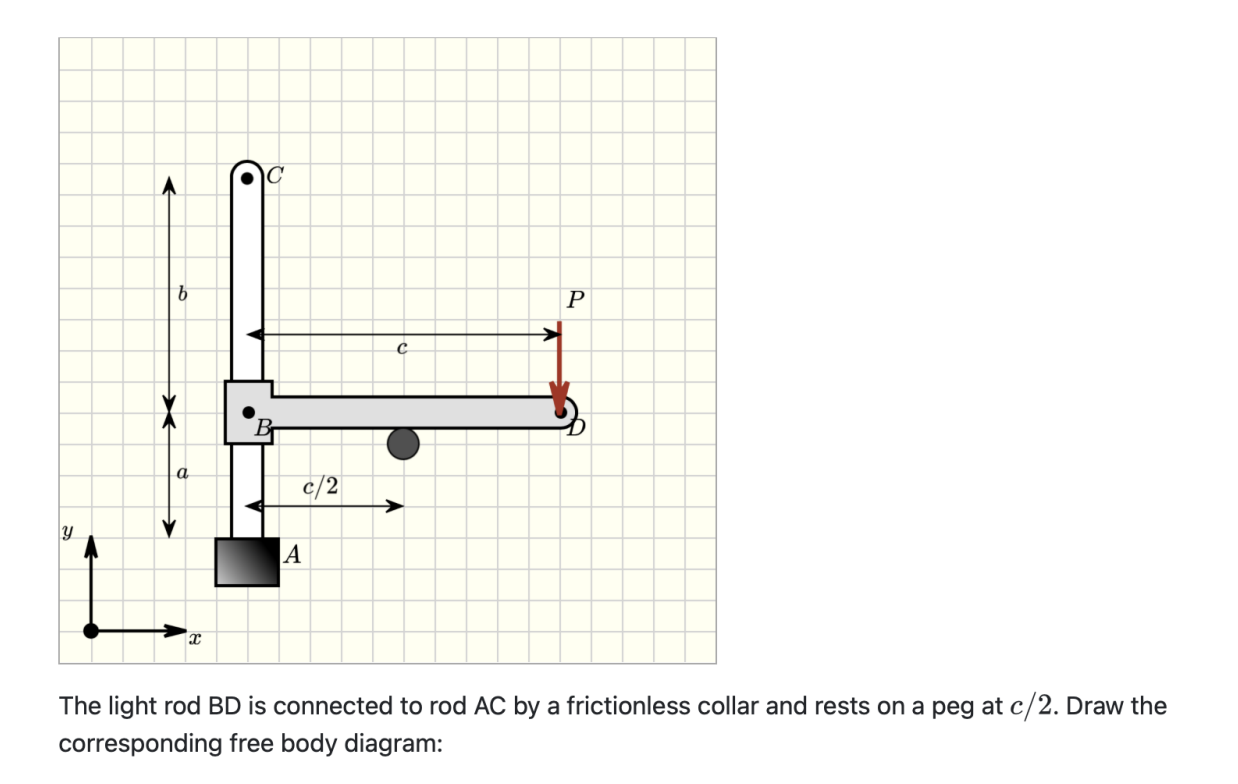 C
b
P
c
B
D
a
c/2
y
A
x
The light rod BD is connected to rod AC by a frictionless collar and rests on a peg at c/2. Draw the
corresponding free body diagram: